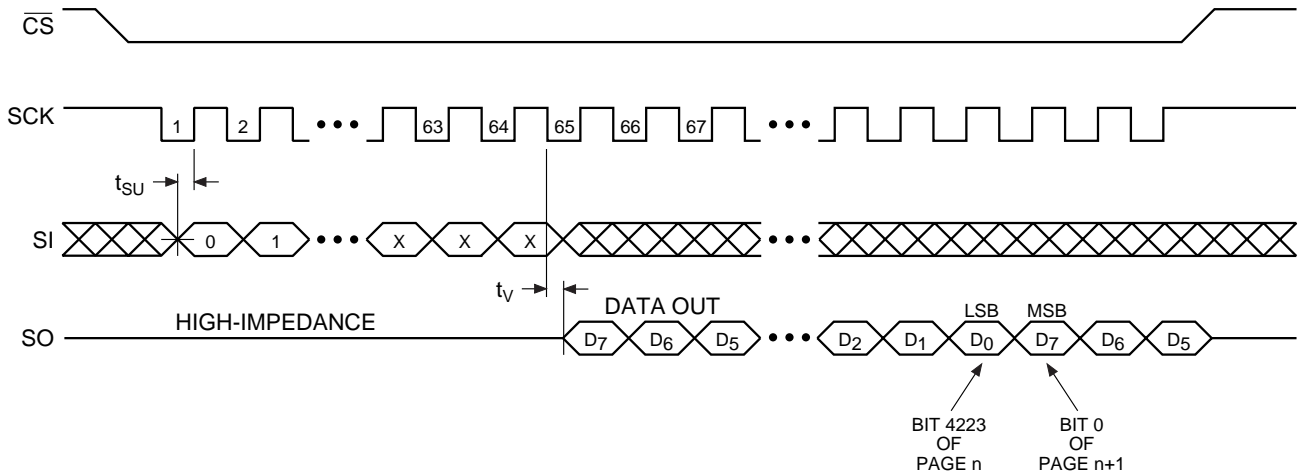 CS
SCK 1 2 ••• 63 64 65 66 67 •••
tSU
SI 0 1 ••• X X X •••
tV
DATA OUT
LSB MSB
HIGH-IMPEDANCE
SO D7 D6 D5 ••• D2 D1 D0 D7 D6 D5
BIT 4223
OF
PAGE n
BIT 0
OF
PAGE n+1